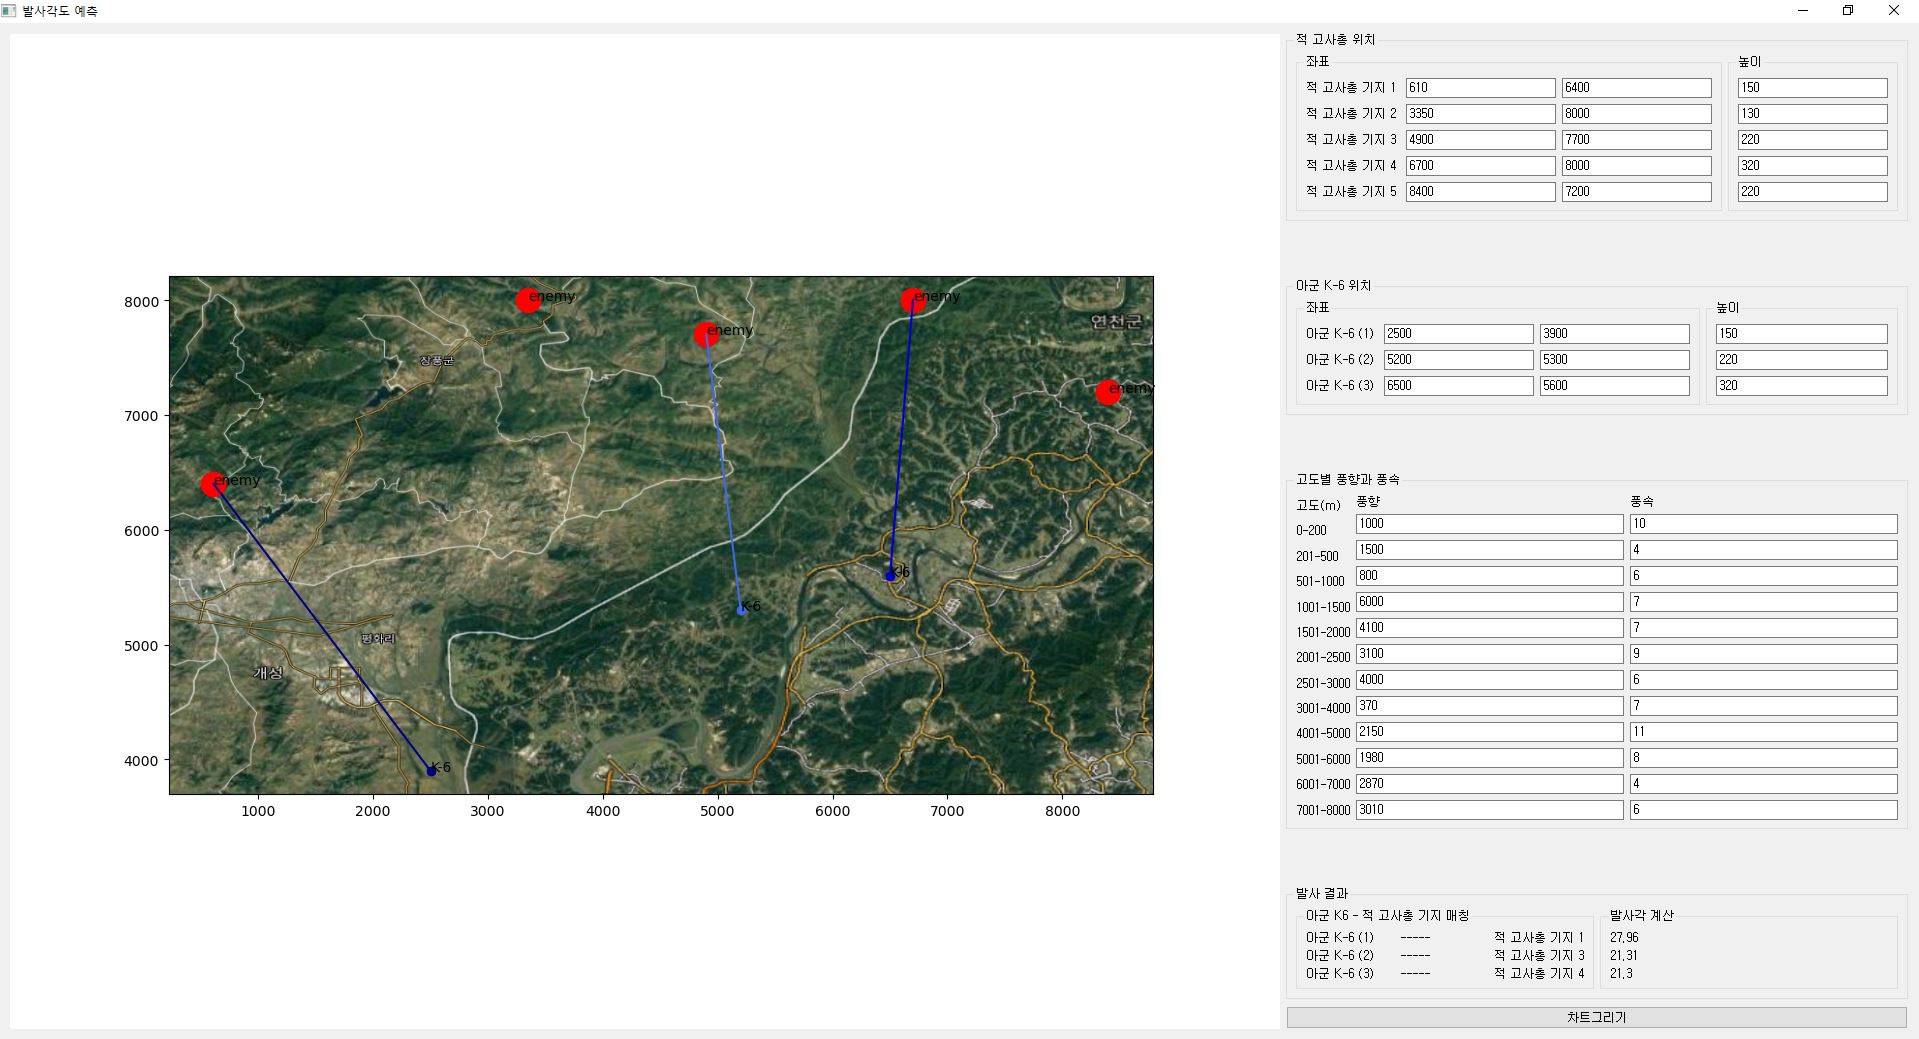 발사각도 예측
적 고사총 위치
좌표
높이
적 고사총 기지 1 610 6400 150
적 고사총 기지 2 3350 8000 130
적 고사총 기지 3 4900 7700 220
적 고사총 기지 4 6700 8000 320
적 고사총 기지 5 8400 7200 220
아군 K-6 위치
좌표
높이
아군 K-6 (1) 2500 3900 150
아군 K-6 (2) 5200 5300 220
아군 K-6 (3) 6500 5600 320
고도별 풍향과 풍속
고도(m) 풍향 풍속
0-200 1000 10
201-500 1500 4
501-1000 800 6
1001-1500 6000 7
1501-2000 4100 7
2001-2500 3100 9
2501-3000 4000 6
3001-4000 370 7
4001-5000 2150 11
5001-6000 1980 8
6001-7000 2870 4
7001-8000 3010 6
발사 결과
아군 K6 - 적 고사총 기지 매칭
발사각 계산
아군 K-6 (1) ----- 적 고사총 기지 1 27.96
아군 K-6 (2) ----- 적 고사총 기지 3 21.31
아군 K-6 (3) ----- 적 고사총 기지 4 21.3
차트그리기
8000
7000
6000
5000
4000
enemy
enemy
enemy
연천군
장풍군
enemy
enemy
K-6
K-6
평화리
개성
K-6
1000 2000 3000 4000 5000 6000 7000 8000